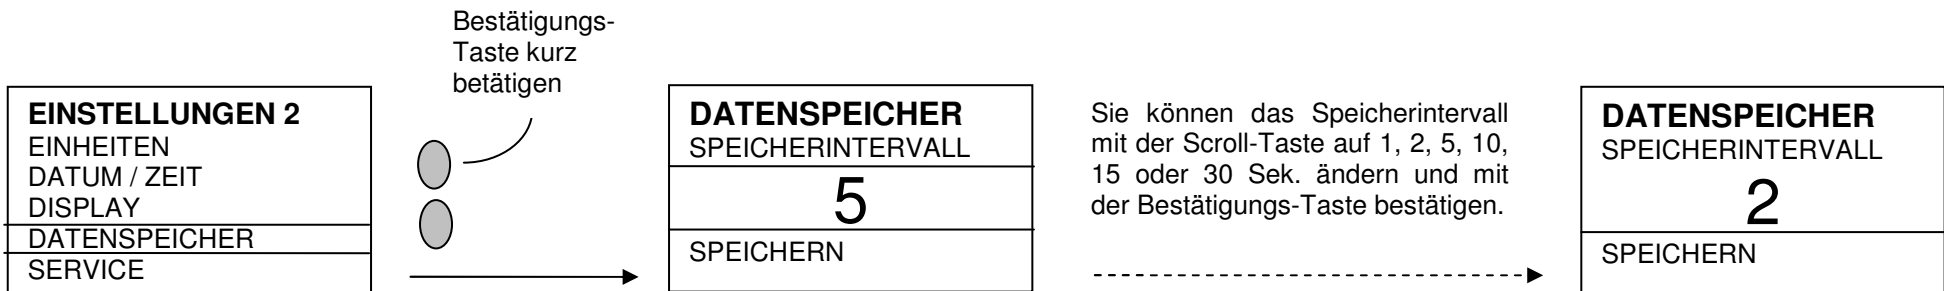 EINSTELLUNGEN 2
EINHEITEN
DATUM / ZEIT
DISPLAY
DATENSPEICHER
SERVICE
Bestätigungs-
Taste kurz
betätigen
DATENSPEICHER
SPEICHERINTERVALL
5
SPEICHERN
Sie können das Speicherintervall
mit der Scroll-Taste auf 1, 2, 5, 10,
15 oder 30 Sek. ändern und mit
der Bestätigungs-Taste bestätigen.
DATENSPEICHER
SPEICHERINTERVALL
2
SPEICHERN